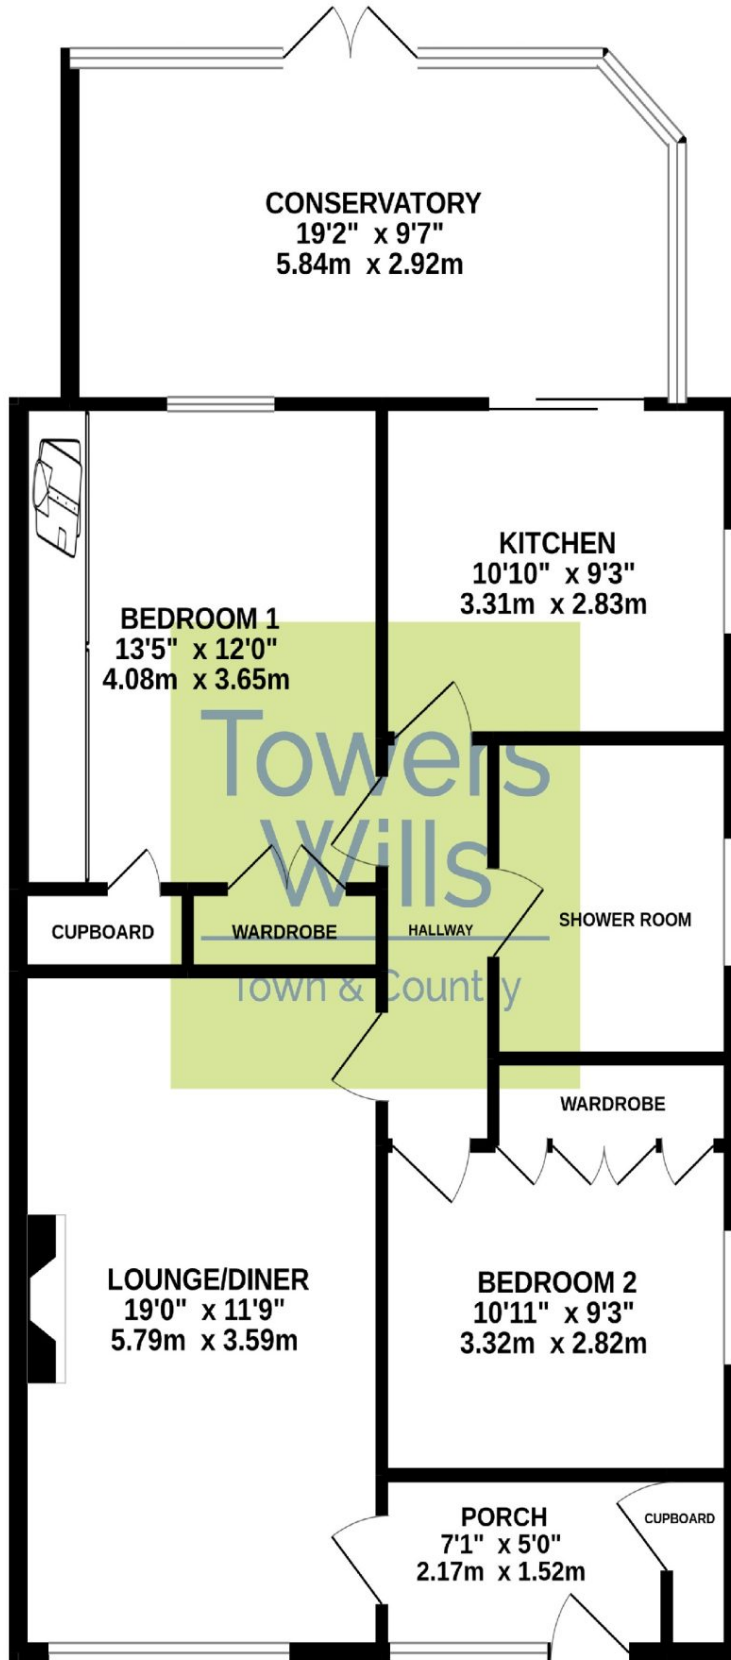 CONSERVATORY
19'2" x 9'7"
5.84m x 2.92m
KITCHEN
10'10" x 9'3"
3.31m x 2.83m
BEDROOM 1
13'5" x 12'0"
4.08m x 3.65m
Towers
Wills
Town & Country
CUPBOARD
WARDROBE
HALLWAY
SHOWER ROOM
WARDROBE
LOUNGE/DINER
19'0" x 11'9"
5.79m x 3.59m
BEDROOM 2
10'11" x 9'3"
3.32m x 2.82m
PORCH
7'1" x 5'0"
2.17m x 1.52m
CUPBOARD